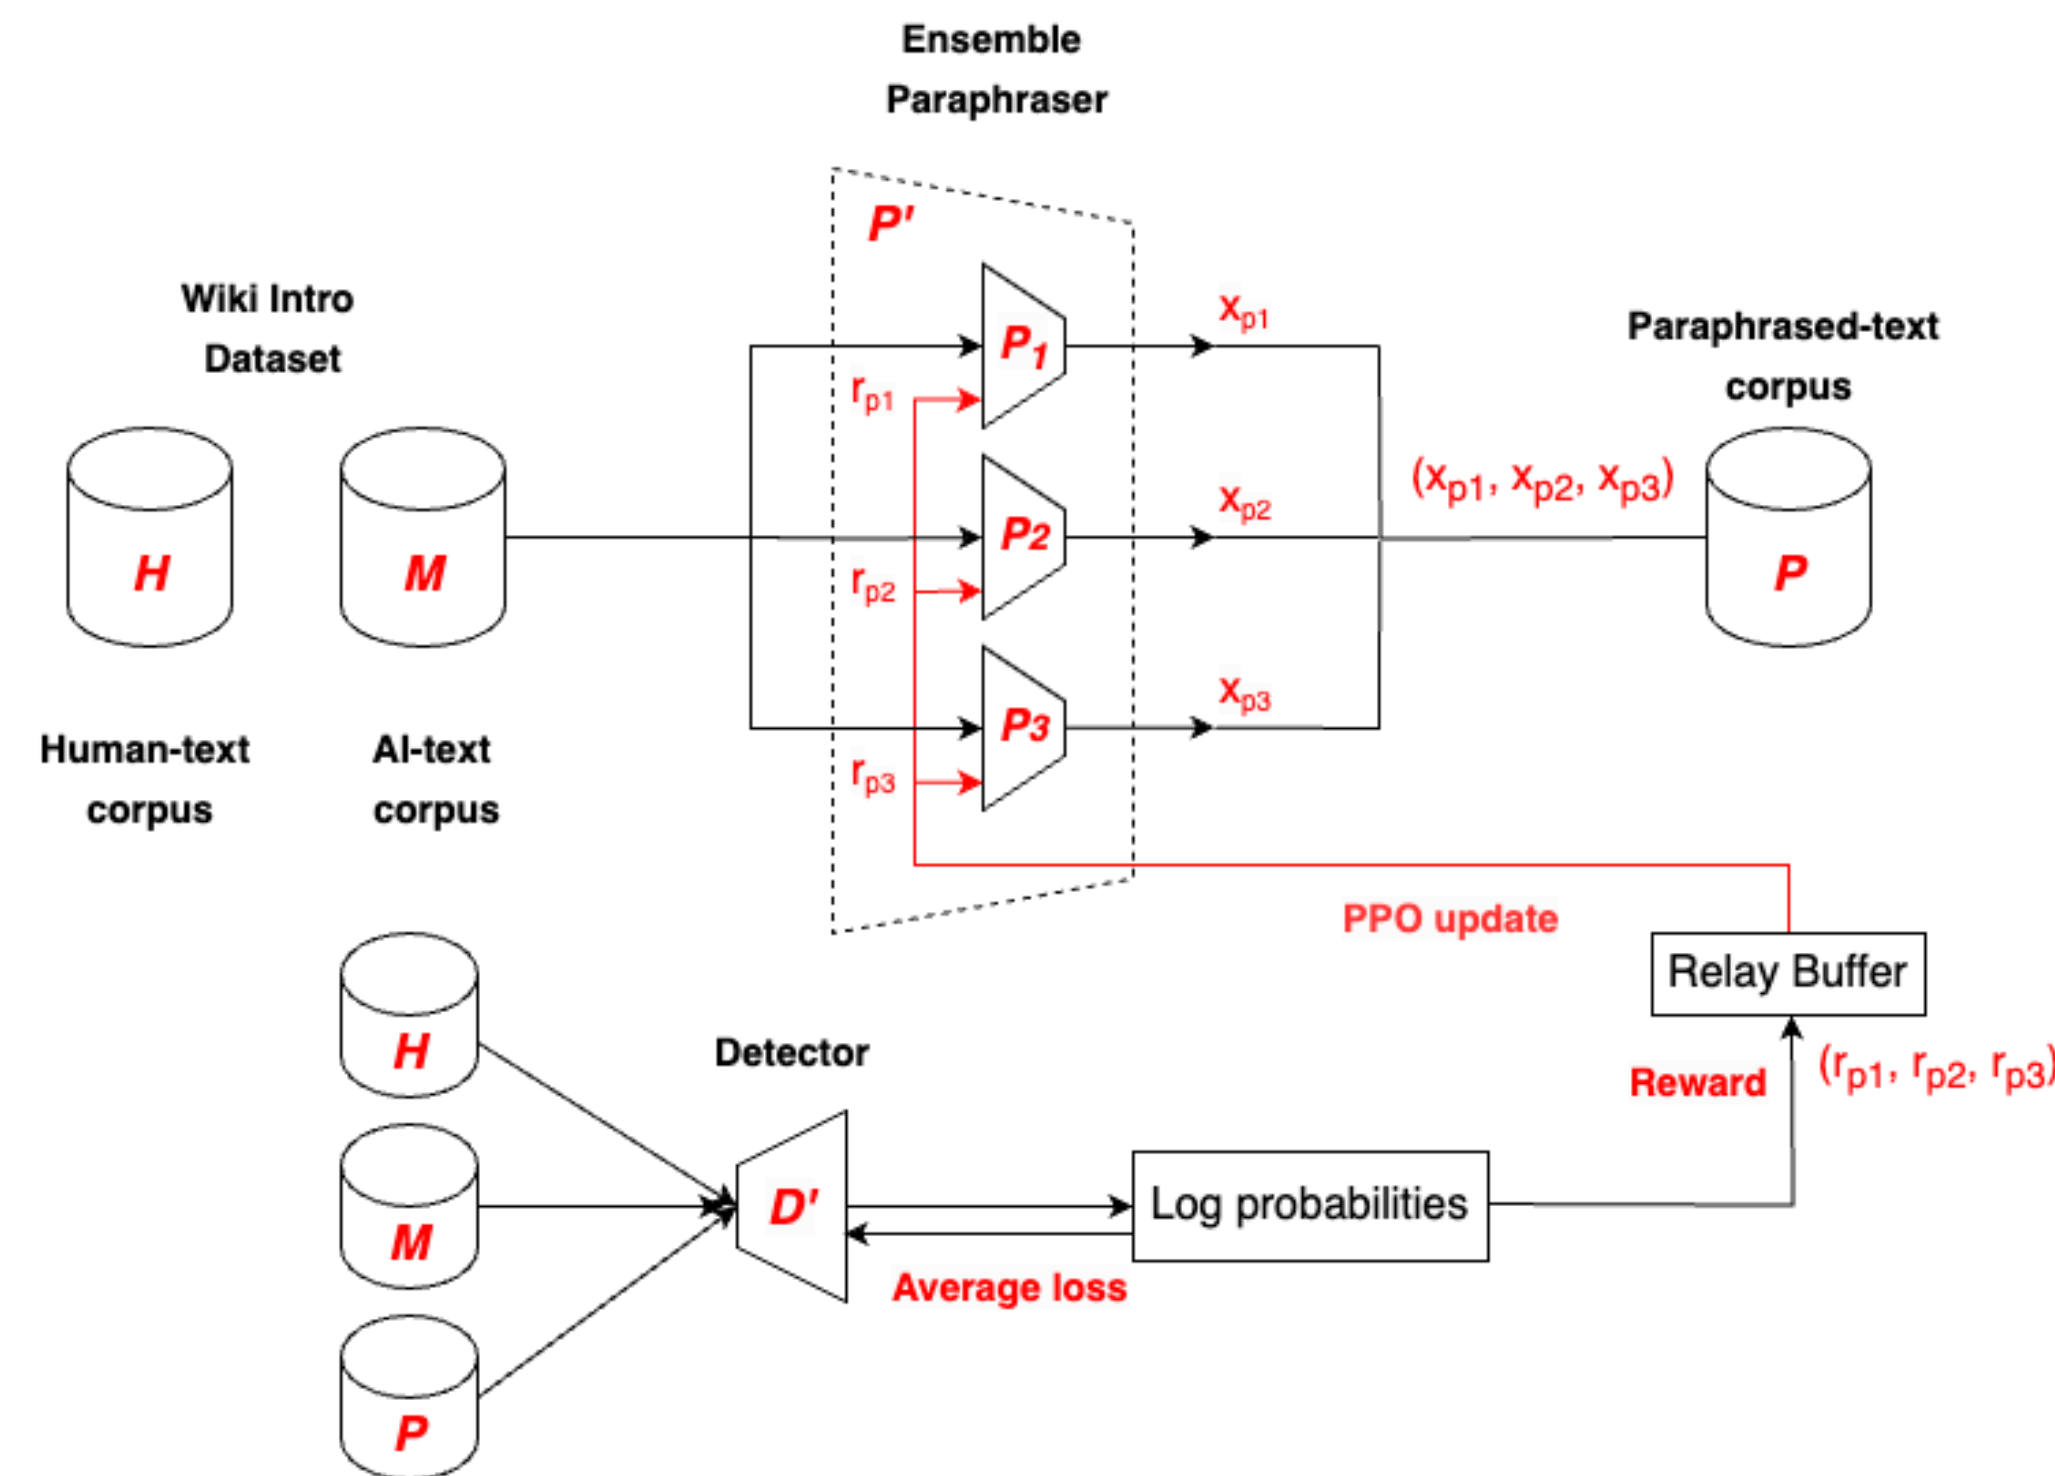 Ensemble
Paraphraser
P'
Wiki Intro
Dataset
H
M
Human-text
corpus
AI-text
corpus
P1
rp1
P2
rp2
P3
rp3
xp1
xp2
xp3
(xp1, xp2, xp3)
Paraphrased-text
corpus
P
PPO update
Relay Buffer
Reward
(rp1, rp2, rp3)
H
M
P
Detector
D'
Log probabilities
Average loss